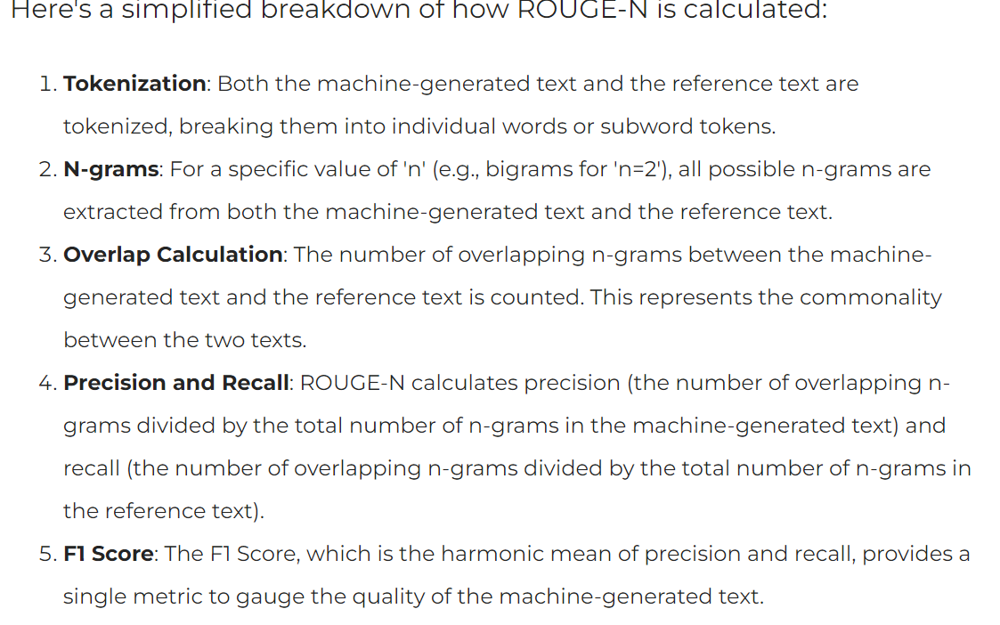 Here's a simplified breakdown of how ROUGE-N is calculated:
1. Tokenization: Both the machine-generated text and the reference text are
tokenized, breaking them into individual words or subword tokens.
2. N-grams: For a specific value of 'n' (e.g., bigrams for 'n=2'), all possible n-grams are
extracted from both the machine-generated text and the reference text.
3. Overlap Calculation: The number of overlapping n-grams between the machine-
generated text and the reference text is counted. This represents the commonality
between the two texts.
4. Precision and Recall: ROUGE-N calculates precision (the number of overlapping n-
grams divided by the total number of n-grams in the machine-generated text) and
recall (the number of overlapping n-grams divided by the total number of n-grams in
the reference text).
5. F1 Score: The F1 Score, which is the harmonic mean of precision and recall, provides a
single metric to gauge the quality of the machine-generated text.